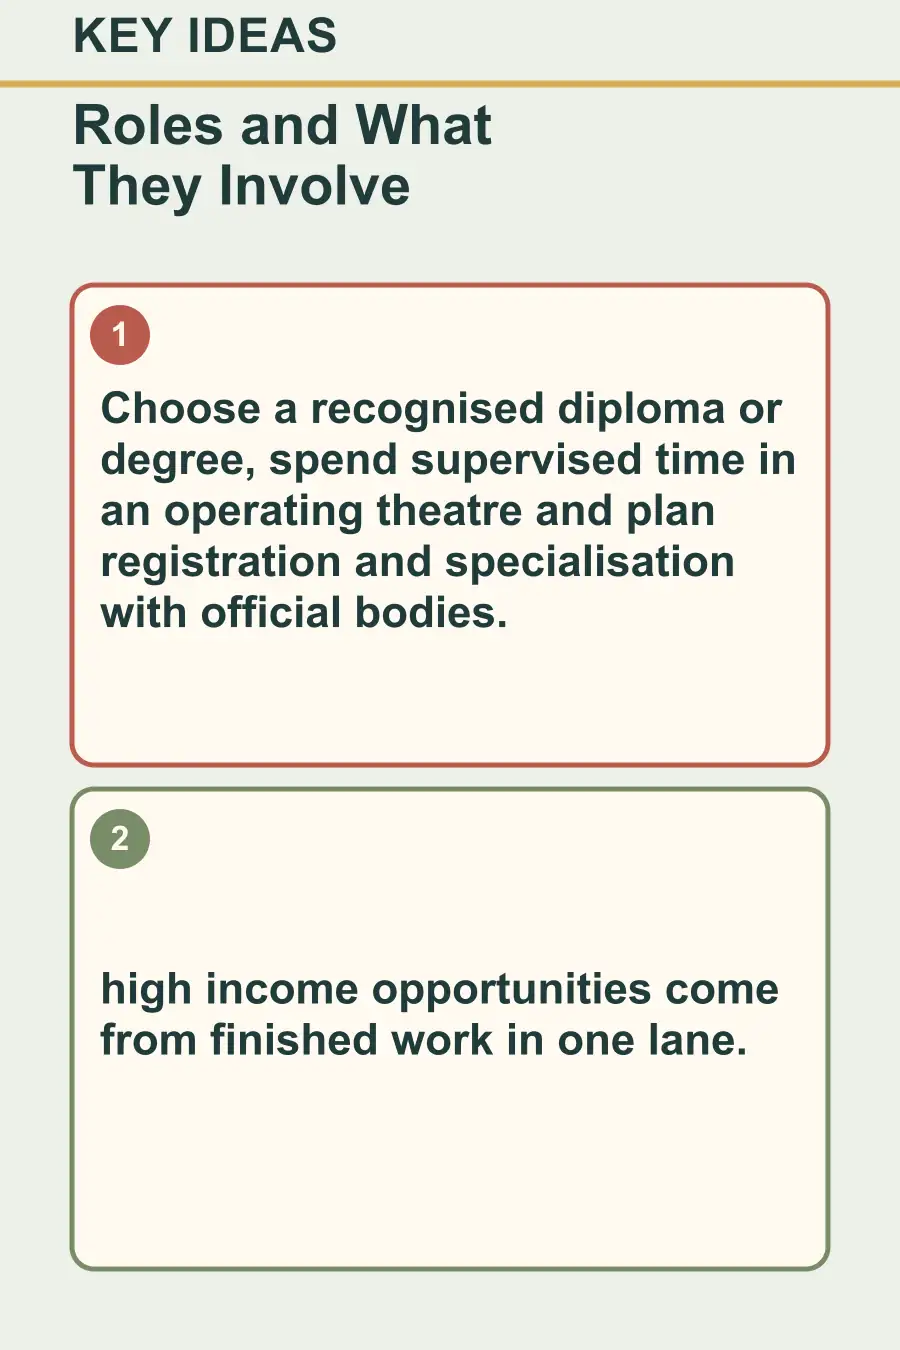 KEY IDEAS
Roles and What
They Involve
1
Choose a recognised diploma or
degree, spend supervised time in
an operating theatre and plan
registration and specialisation
with official bodies.
2
high income opportunities come
from finished work in one lane.